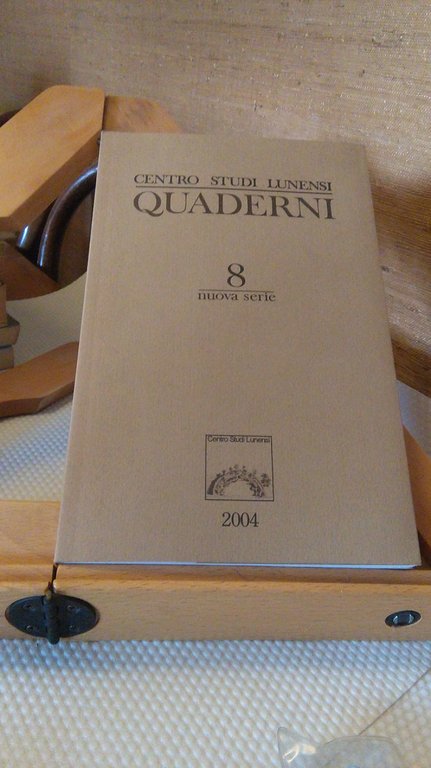 CENTRO STUDI LUNENSI
QUADERNI
8
nuova serie
Centro Studi Lunensi
2004